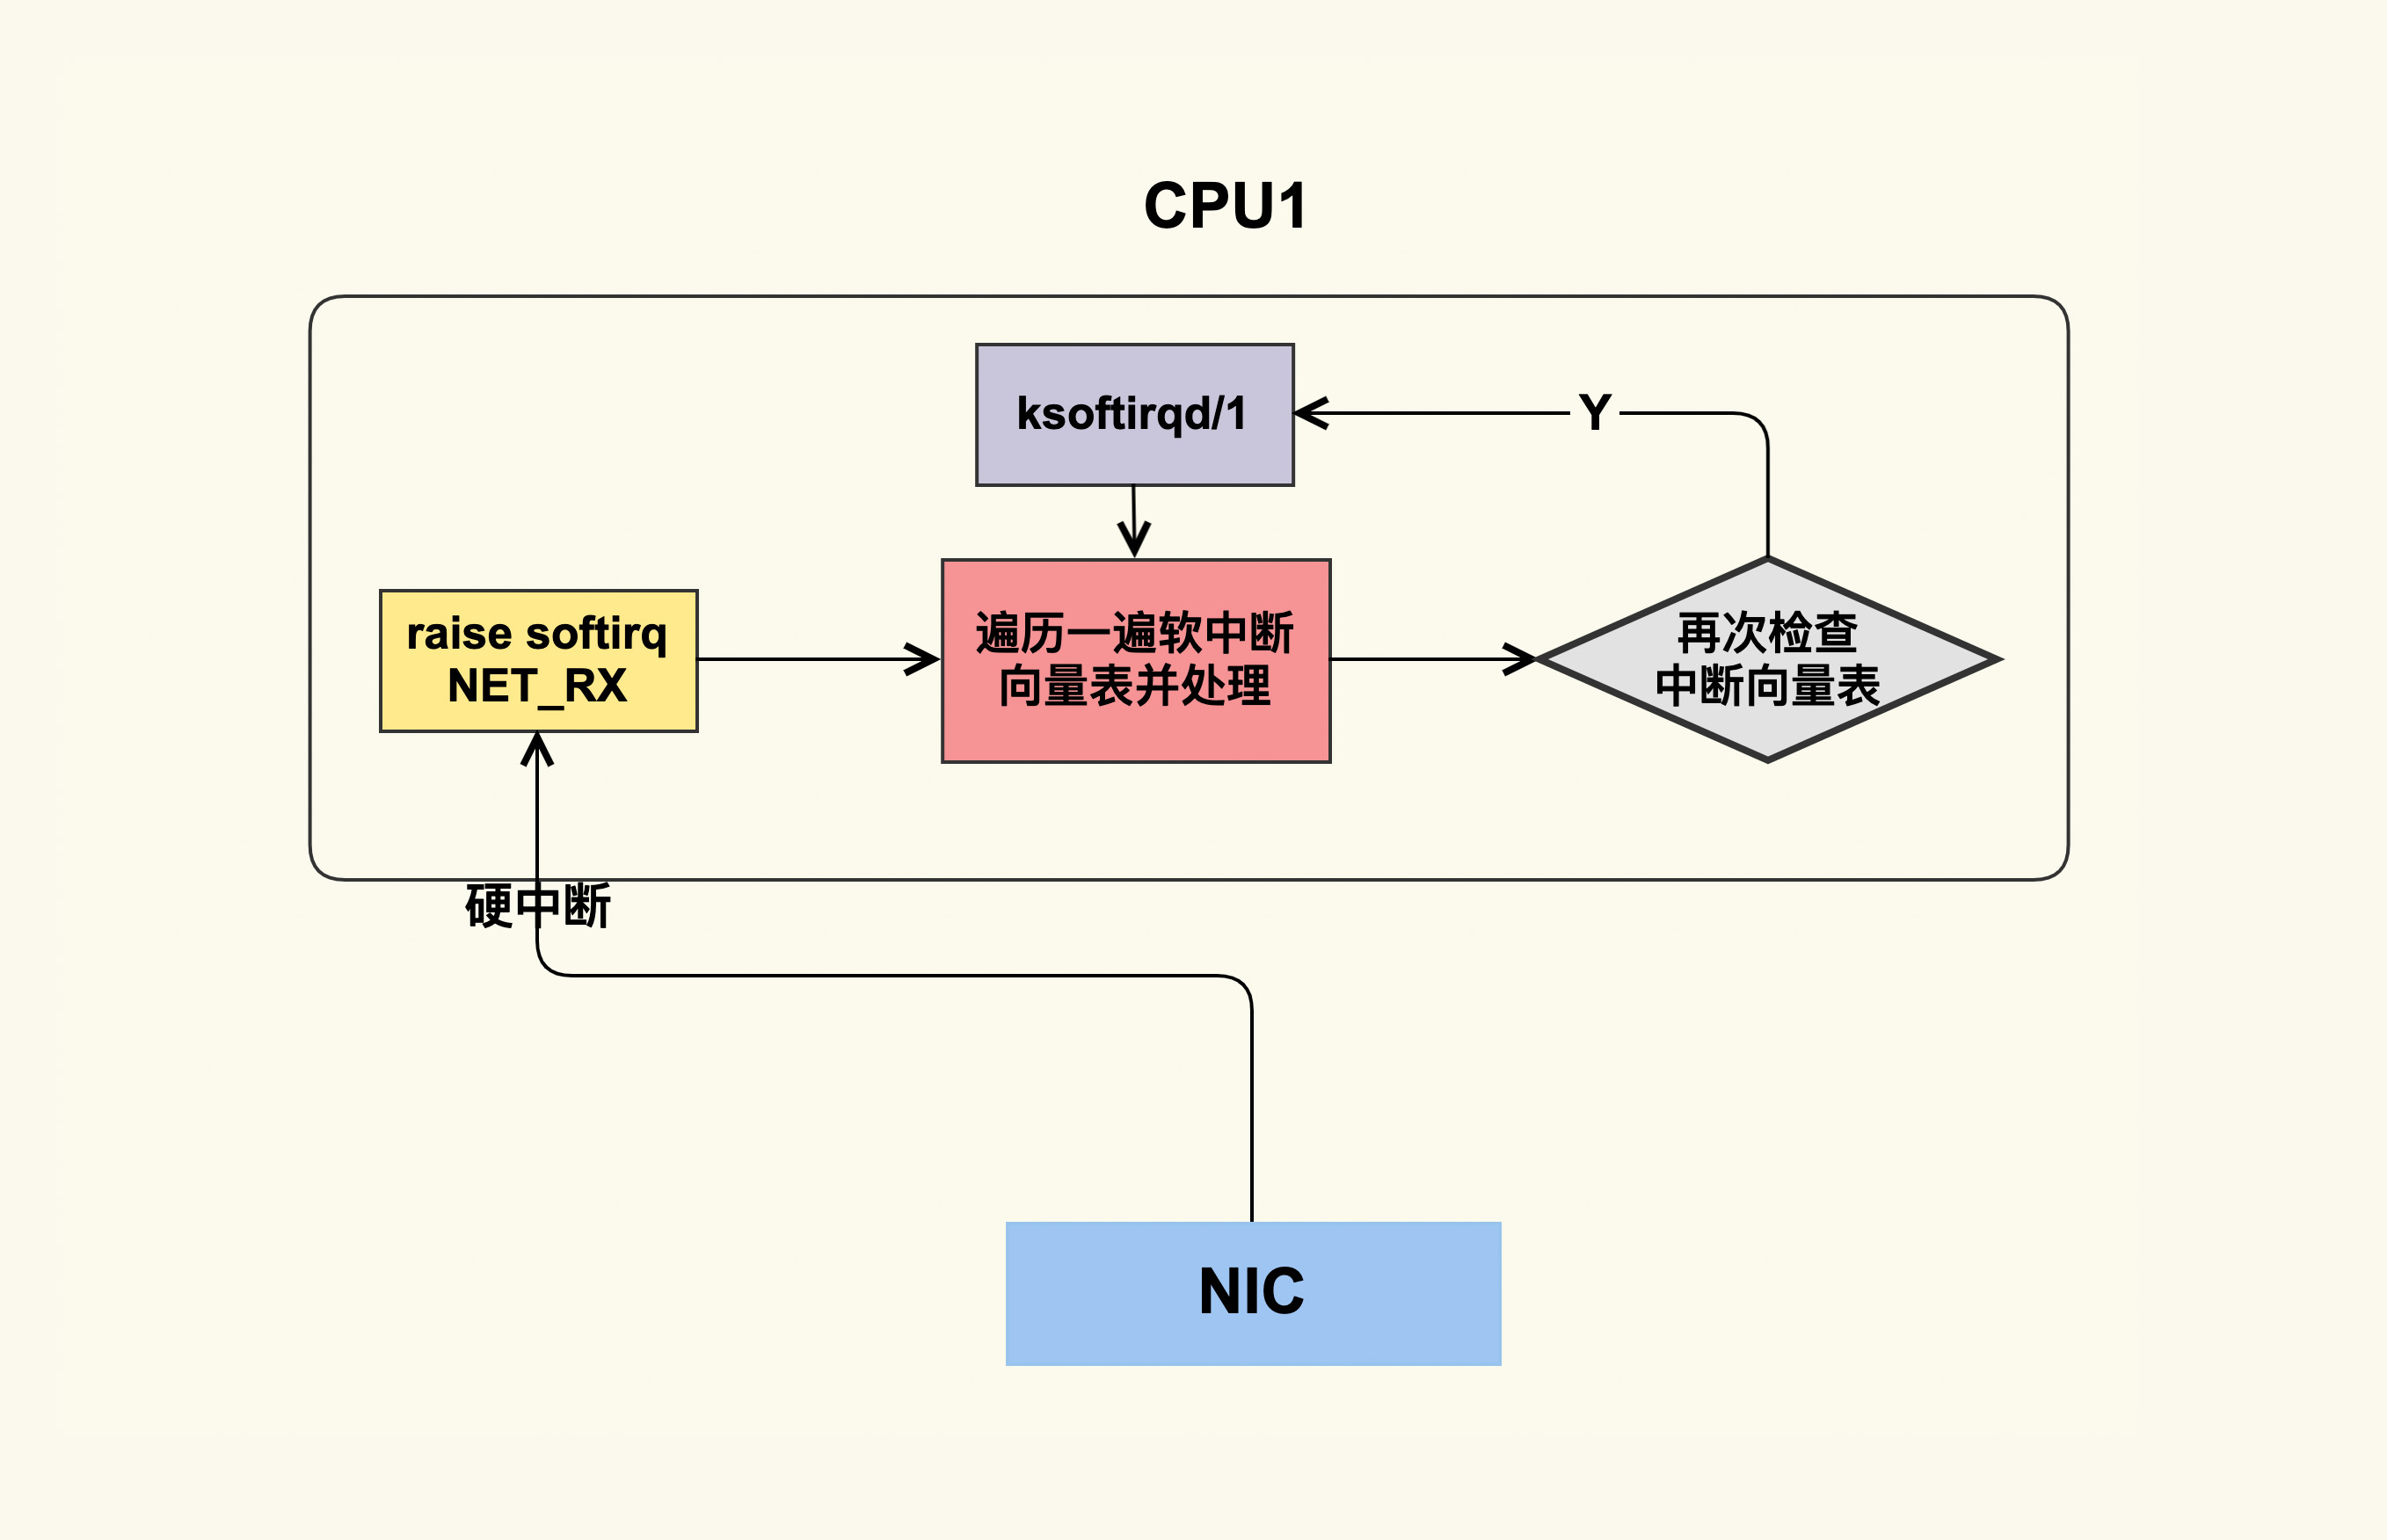 CPU1
ksoftirqd/1
Y
raise softirq
NET_RX
遍历一遍软中断
向量表并处理
再次检查
中断向量表
硬中断
NIC